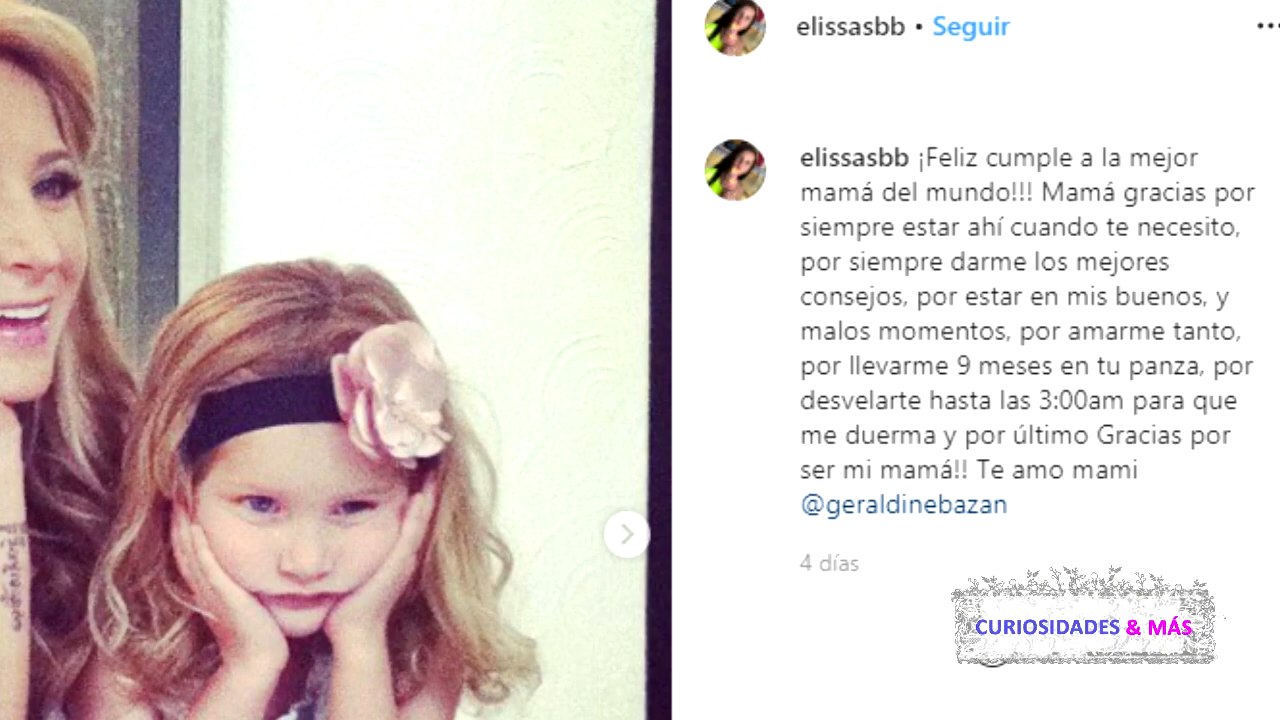 elissasbb • Seguir
elissasbb ¡Feliz cumple a la mejor
mamá del mundo!!! Mamá gracias por
siempre estar ahí cuando te necesito,
por siempre darme los mejores
consejos, por estar en mis buenos, y
malos momentos, por amarme tanto,
por llevarme 9 meses en tu panza, por
desvelarte hasta las 3:00am para que
me duerma y por último Gracias por
ser mi mamá!! Te amo mami
@geraldinebazan
4 días
CURIOSIDADES & MÁS